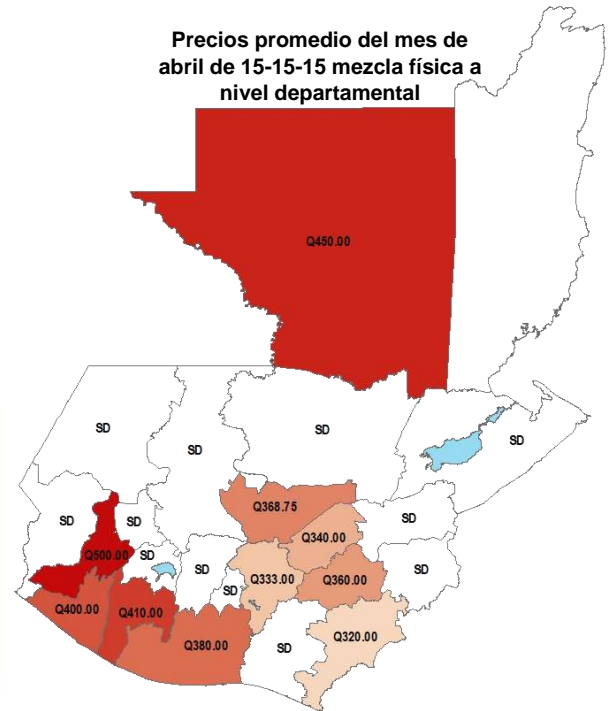 Precios promedio del mes de
abril de 15-15-15 mezcla física a
nivel departamental
Q450.00
SD
SD
SD
SD
Q368.75
SD
SD
SD
Q340.00
Q500.00
SD
SD
Q333.00
Q360.00
SD
SD
Q400.00
Q410.00
Q320.00
Q380.00
SD